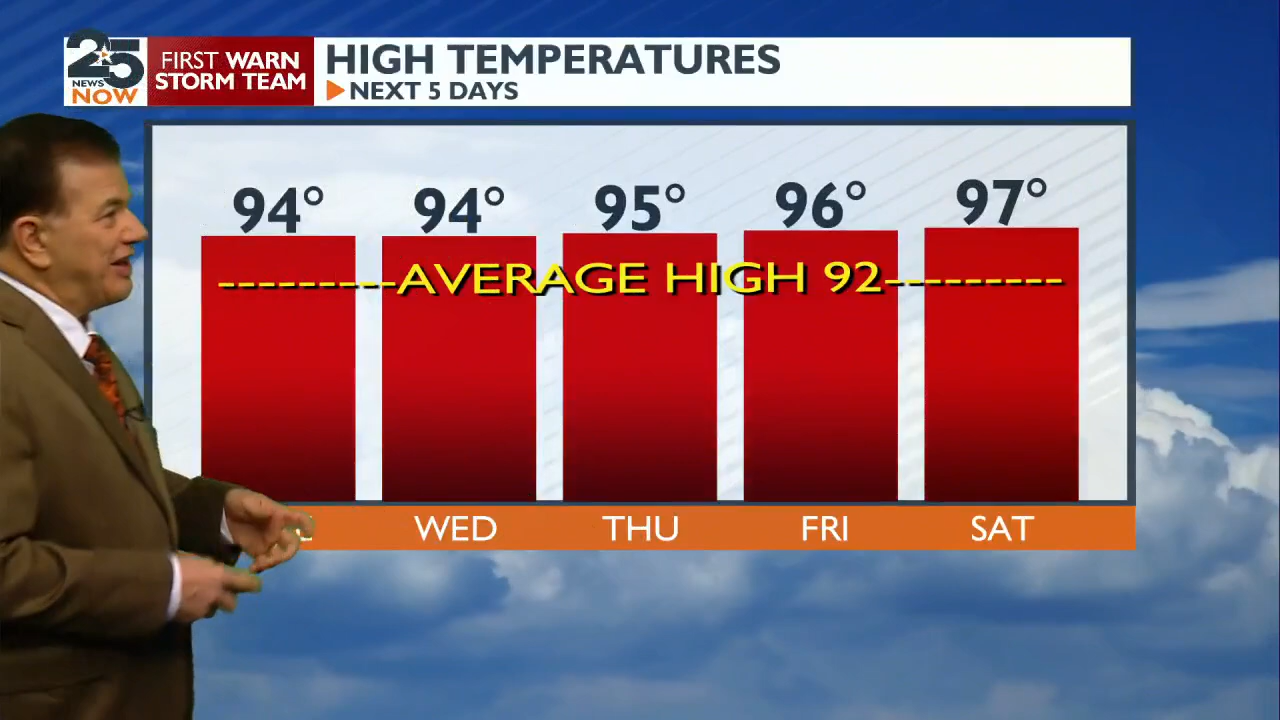 25
NEWS
NOW
FIRST WARN
STORM TEAM
HIGH TEMPERATURES
NEXT 5 DAYS
94° 94° 95° 96° 97°
---------AVERAGE HIGH 92---------
WED THU FRI SAT